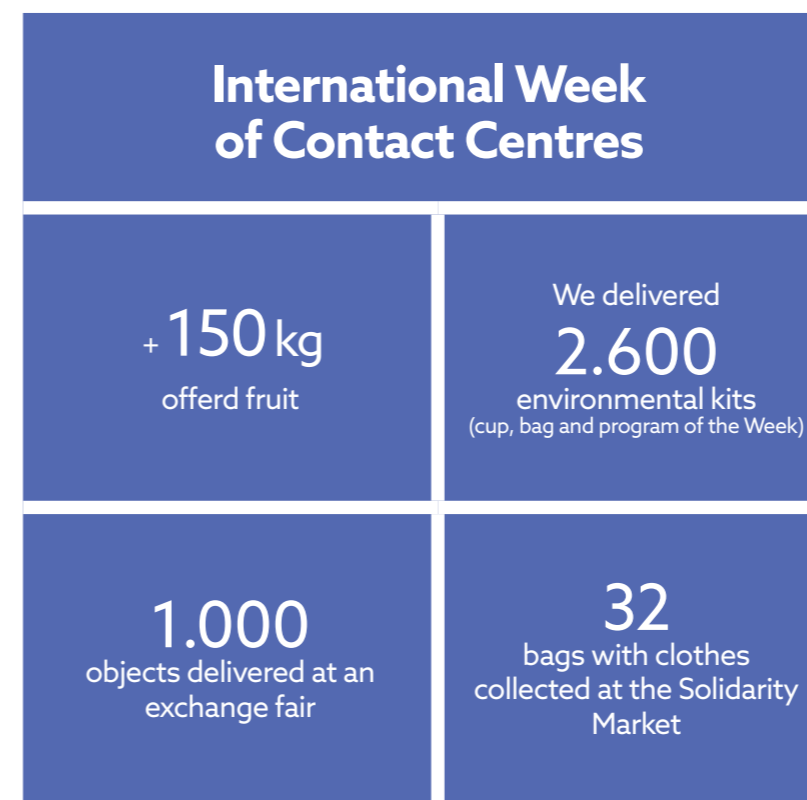 International Week
of Contact Centres
+ 150 kg
offerd fruit
We delivered
2.600
environmental kits
(cup, bag and program of the Week)
1.000
objects delivered at an
exchange fair
32
bags with clothes
collected at the Solidarity
Market